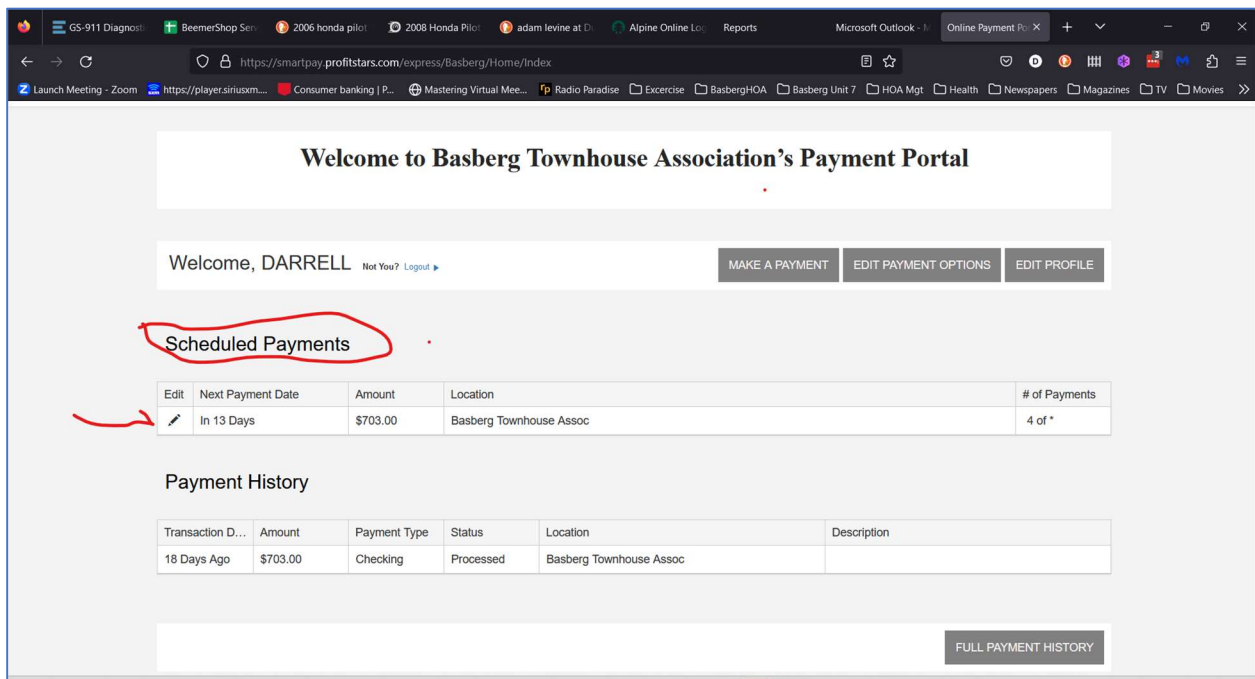 GS-911 Diagnost
BeemerShop Ser
2006 honda pilot
2008 Honda Pilot
adam levine at D
Alpine Online Log
Reports
Microsoft Outlook - M
Online Payment Po
https://smartpay.profitstars.com/express/Basberg/Home/Index
3
Launch Meeting - Zoom https://player.siriusxm.... Consumer banking | P... Mastering Virtual Mee... Radio Paradise Excercise BasbergHOA Basberg Unit 7 HOA Mgt Health Newspapers Magazines TV Movies
Welcome to Basberg Townhouse Association's Payment Portal
Welcome, DARRELL Not You? Logout
MAKE A PAYMENT EDIT PAYMENT OPTIONS EDIT PROFILE
Scheduled Payments
Edit Next Payment Date Amount Location # of Payments
In 13 Days $703.00 Basberg Townhouse Assoc 4 of *
Payment History
Transaction D... Amount Payment Type Status Location Description
18 Days Ago $703.00 Checking Processed Basberg Townhouse Assoc
FULL PAYMENT HISTORY